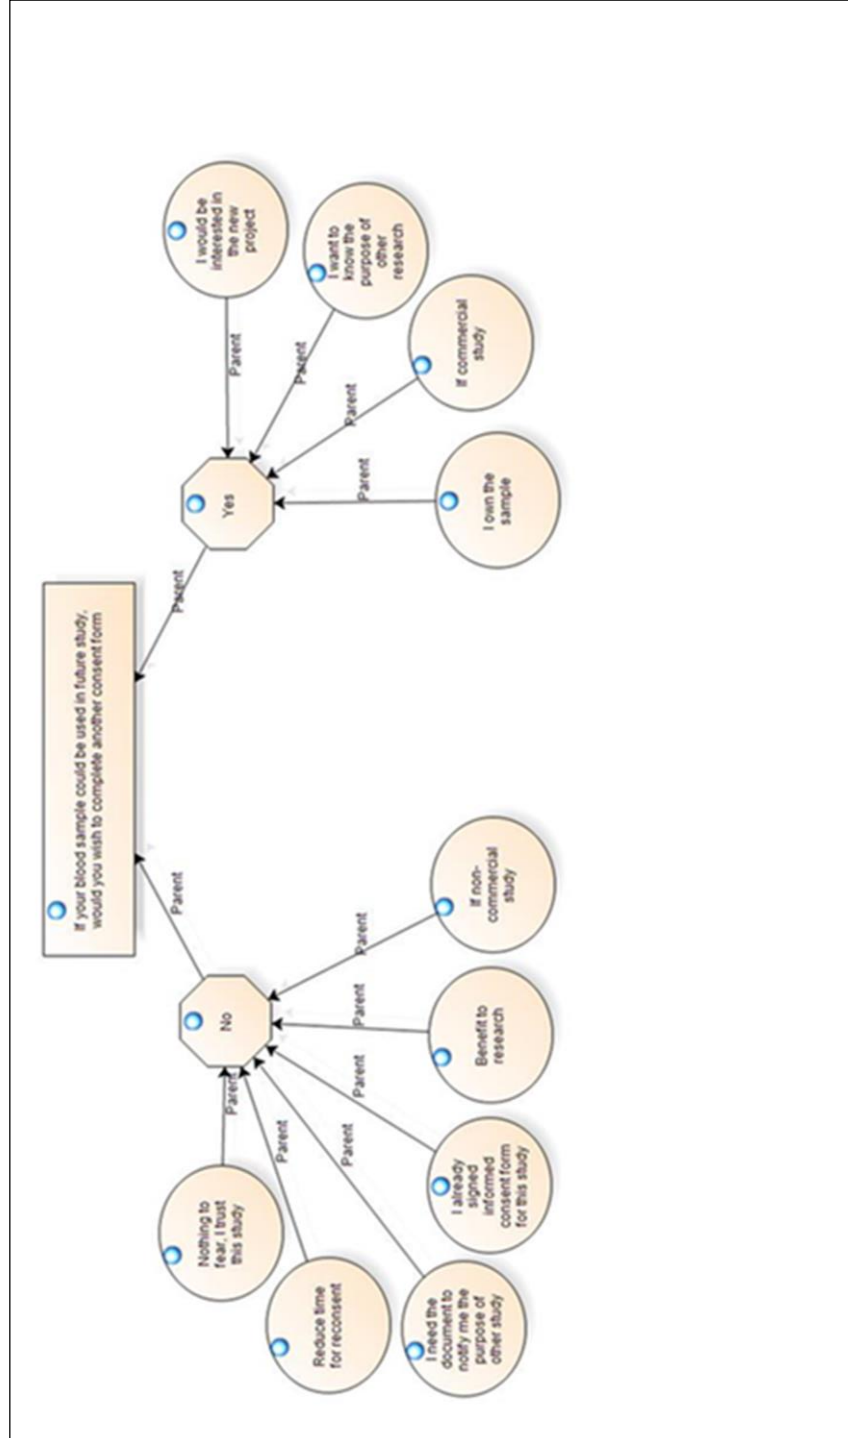 If your blood sample could be used in future study,
would you wish to complete another consent form
Parent
Parent
No
Yes
Parent
Parent
Parent
Parent
Parent
Parent
Parent
Parent
Parent
Parent
Nothing to
fear, I trust
this study
Reduce time
for reconsent
I need the
document to
notify me the
purpose of
other study
I already
signed
informed
consent form
for this study
Benefit to
research
If non-
commercial
study
I own the
sample
If commercial
study
I want to
know the
purpose of
other
research
I would be
interested in
the new
project